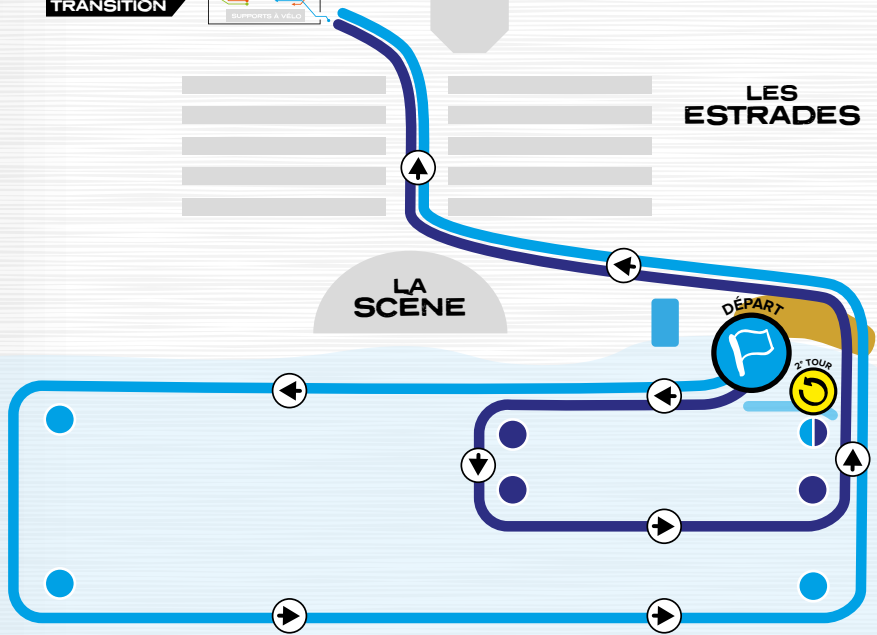 TRANSITION
SUPPORTS À VÉLO
LES
ESTRADES
LA
SCÈNE
DÉPART
2e TOUR